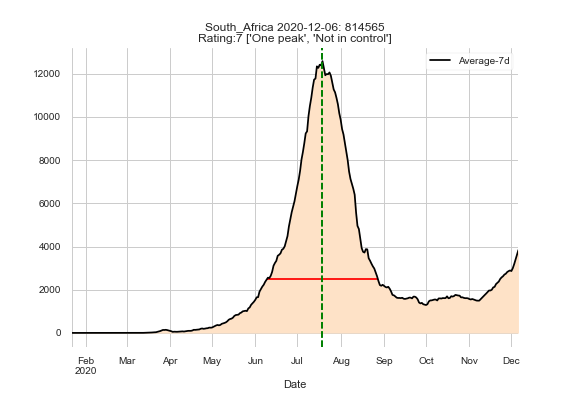 South_Africa 2020-12-06: 814565
Rating:7 ['One peak', 'Not in control']
Average-7d
12000
10000
8000
6000
4000
2000
0
Feb Mar Apr May Jun Jul Aug Sep Oct Nov Dec
2020
Date